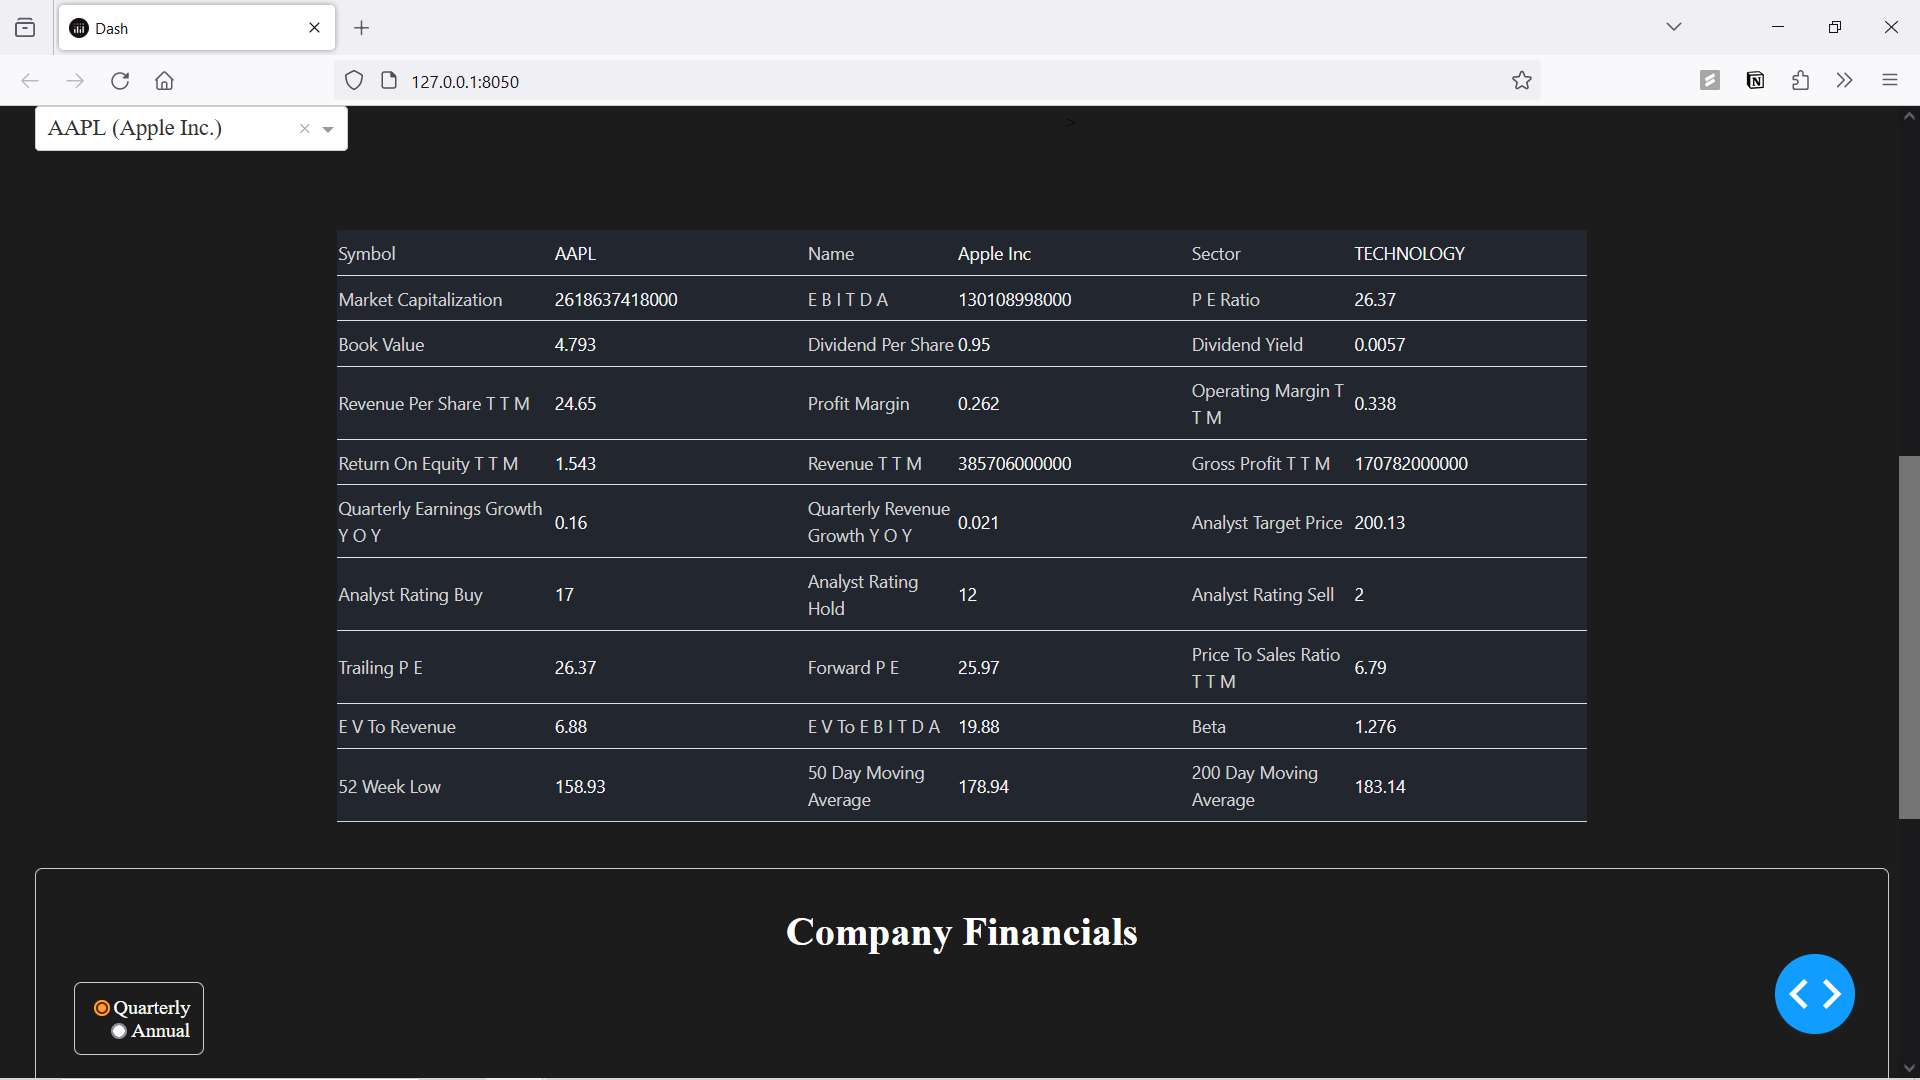 Dash
127.0.0.1:8050
AAPL (Apple Inc.)
>
Symbol AAPL Name Apple Inc Sector TECHNOLOGY
Market Capitalization 2618637418000 E B I T D A 130108998000 P E Ratio 26.37
Book Value 4.793 Dividend Per Share 0.95 Dividend Yield 0.0057
Revenue Per Share T T M 24.65 Profit Margin 0.262 Operating Margin T
T M 0.338
Return On Equity T T M 1.543 Revenue T T M 385706000000 Gross Profit T T M 170782000000
Quarterly Earnings Growth
Y O Y 0.16 Quarterly Revenue
Growth Y O Y 0.021 Analyst Target Price 200.13
Analyst Rating Buy 17 Analyst Rating
Hold 12 Analyst Rating Sell 2
Trailing P E 26.37 Forward P E 25.97 Price To Sales Ratio
T T M 6.79
E V To Revenue 6.88 E V To E B I T D A 19.88 Beta 1.276
52 Week Low 158.93 50 Day Moving
Average 178.94 200 Day Moving
Average 183.14
Company Financials
Quarterly
Annual